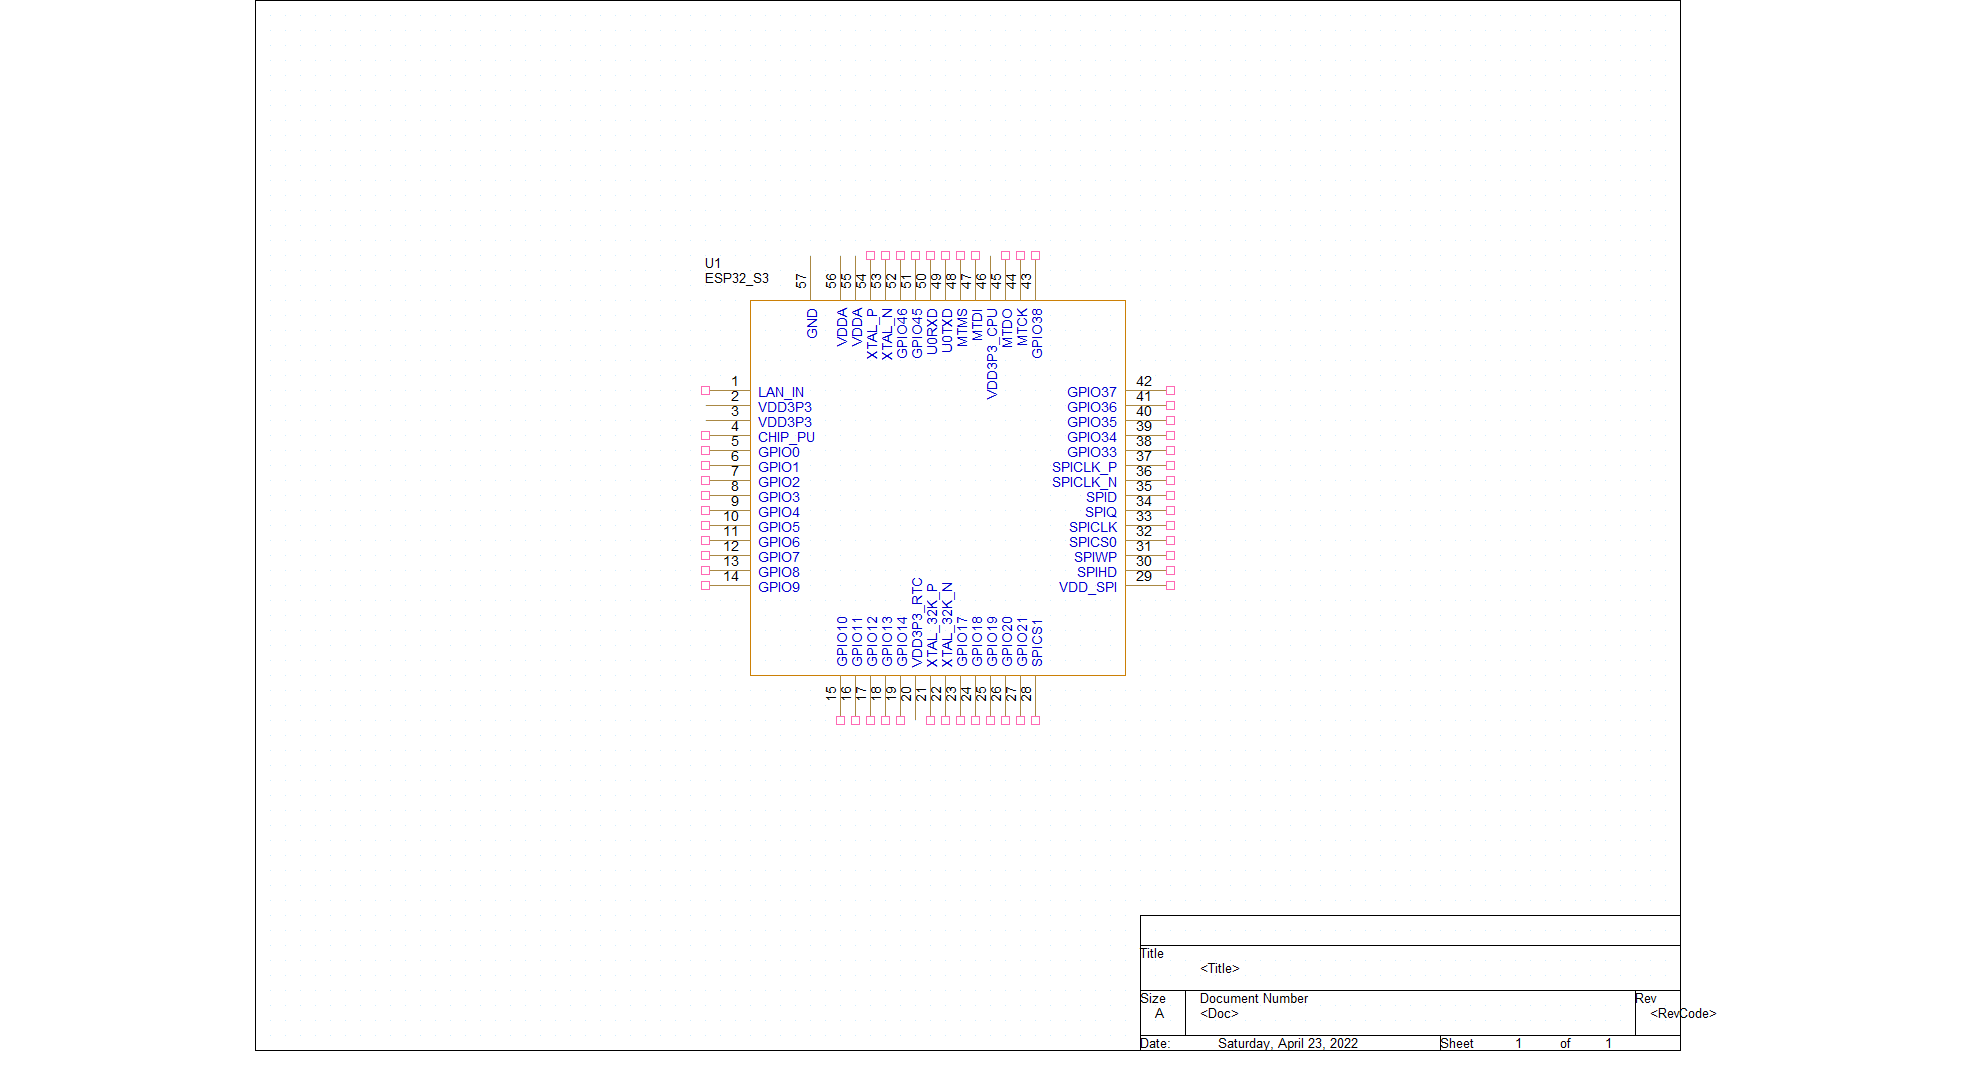 U1
ESP32_S3
57
56
55
54
53
52
51
50
49
48
47
46
45
44
43
GND
VDDA
VDDA
XTAL_P
XTAL_N
GPIO46
GPIO45
U0RXD
U0TXD
MTMS
MTDI
VDD3P3_CPU
MTDO
MTCK
GPIO38
1
LAN_IN
2
VDD3P3
3
VDD3P3
4
CHIP_PU
5
GPIO0
6
GPIO1
7
GPIO2
8
GPIO3
9
GPIO4
10
GPIO5
11
GPIO6
12
GPIO7
13
GPIO8
14
GPIO9
42
GPIO37
41
GPIO36
40
GPIO35
39
GPIO34
38
GPIO33
37
SPICLK_P
36
SPICLK_N
35
SPID
34
SPIQ
33
SPICLK
32
SPICS0
31
SPIWP
30
SPIHD
29
VDD_SPI
GPIO10
GPIO11
GPIO12
GPIO13
GPIO14
VDD3P3_RTC
XTAL_32K_P
XTAL_32K_N
GPIO17
GPIO18
GPIO19
GPIO20
GPIO21
SPICS1
15
16
17
18
19
20
21
22
23
24
25
26
27
28
Title
<Title>
Size
A
Document Number
<Doc>
Rev
<RevCode>
Date: Saturday, April 23, 2022 Sheet 1 of 1